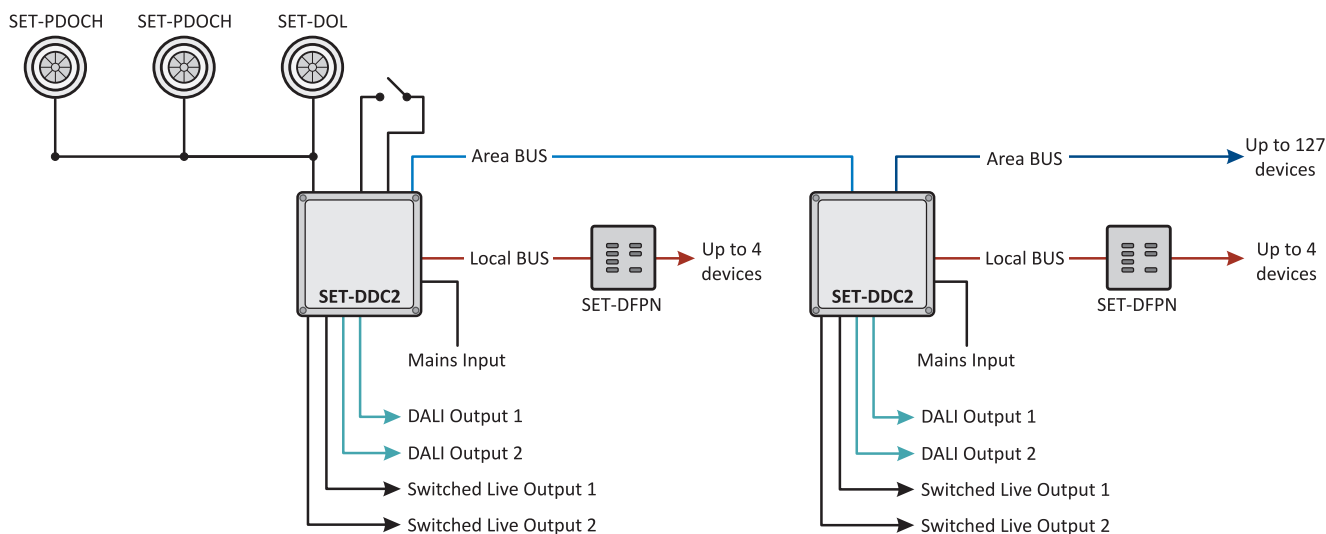 SET-PDOCH
SET-PDOCH
SET-DOL
Area BUS
Area BUS
Up to 127
devices
Local BUS
Up to 4
devices
SET-DDC2
SET-DFPN
Mains Input
DALI Output 1
DALI Output 2
Switched Live Output 1
Switched Live Output 2
Local BUS
Up to 4
devices
SET-DDC2
SET-DFPN
Mains Input
DALI Output 1
DALI Output 2
Switched Live Output 1
Switched Live Output 2